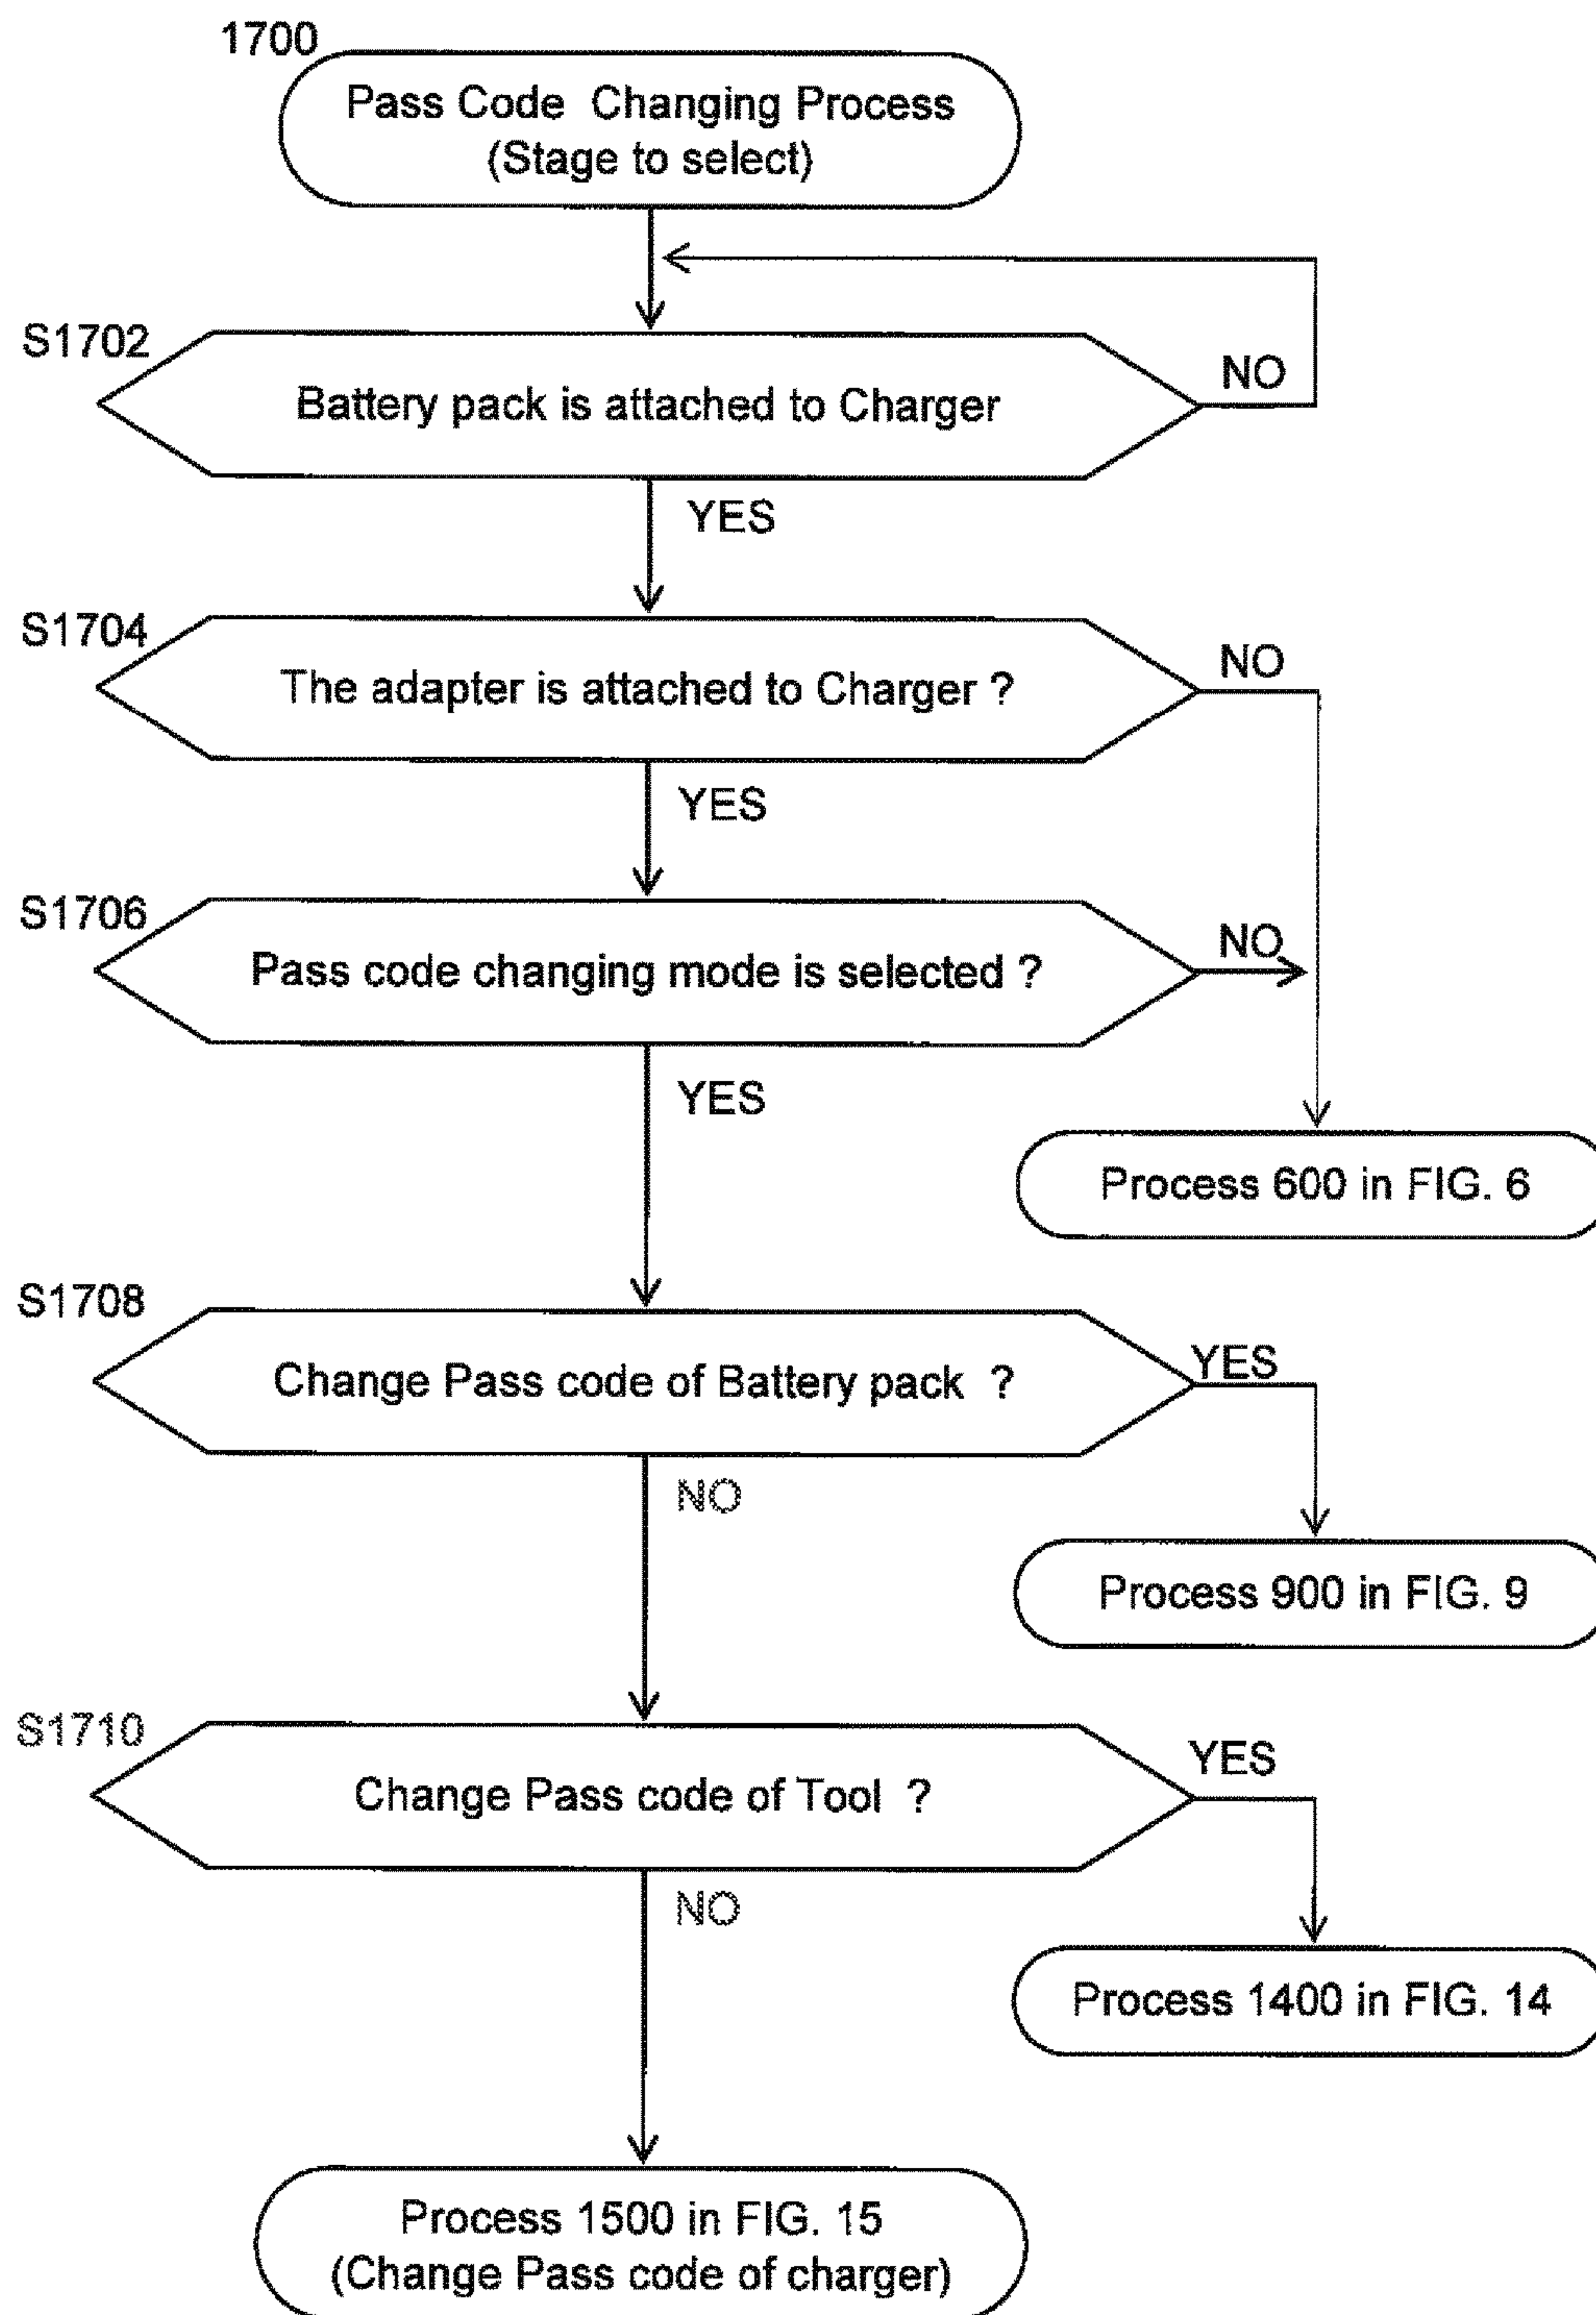 1700
Pass Code Changing Process
(Stage to select)
S1702
Battery pack is attached to Charger
NO
YES
S1704
The adapter is attached to Charger ?
NO
YES
S1706
Pass code changing mode is selected ?
NO
YES
Process 600 in FIG. 6
S1708
Change Pass code of Battery pack ?
YES
NO
Process 900 in FIG. 9
S1710
Change Pass code of Tool ?
YES
NO
Process 1400 in FIG. 14
Process 1500 in FIG. 15
(Change Pass code of charger)